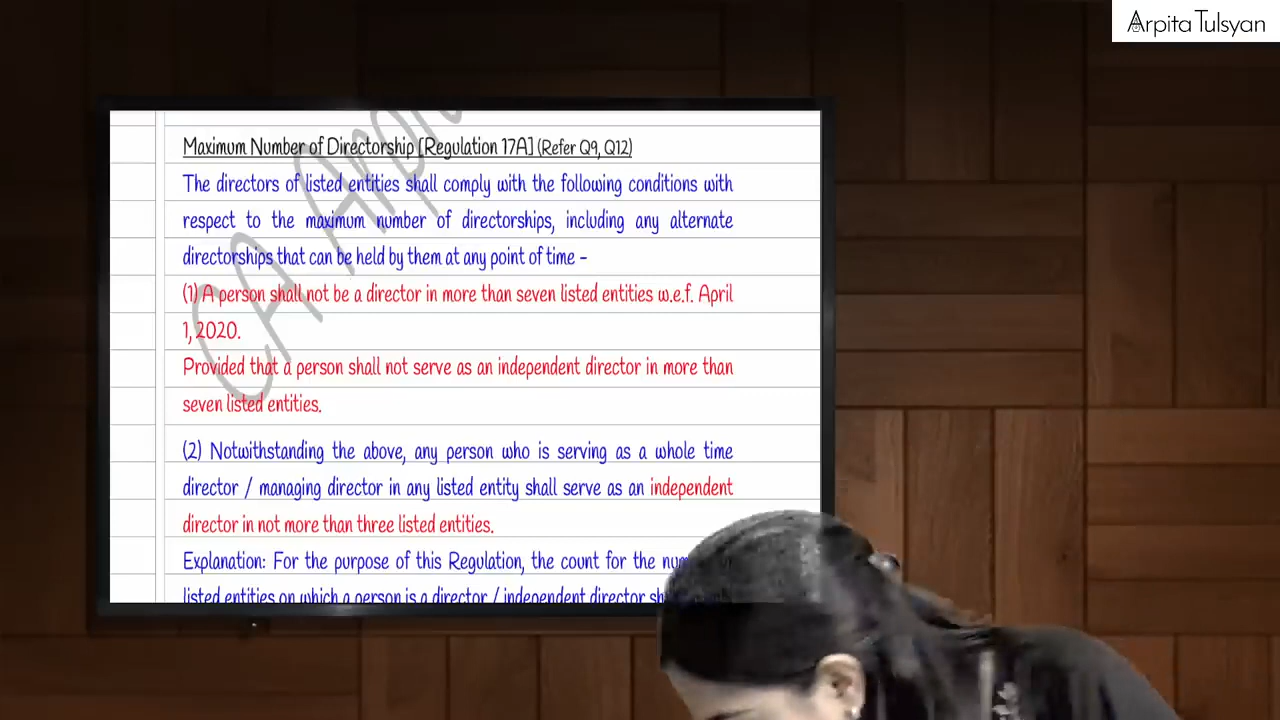 Arpita Tulsyan
Maximum Number of Directorship [Regulation 17A] (Refer Q9, Q12)
The directors of listed entities shall comply with the following conditions with
respect to the maximum number of directorships, including any alternate
directorships that can be held by them at any point of time -
(1) A person shall not be a director in more than seven listed entities w.e.f. April
1, 2020.
Provided that a person shall not serve as an independent director in more than
seven listed entities.
(2) Notwithstanding the above, any person who is serving as a whole time
director / managing director in any listed entity shall serve as an independent
director in not more than three listed entities.
Explanation: For the purpose of this Regulation, the count for the
listed entities on which a person is a director / independent director
CA